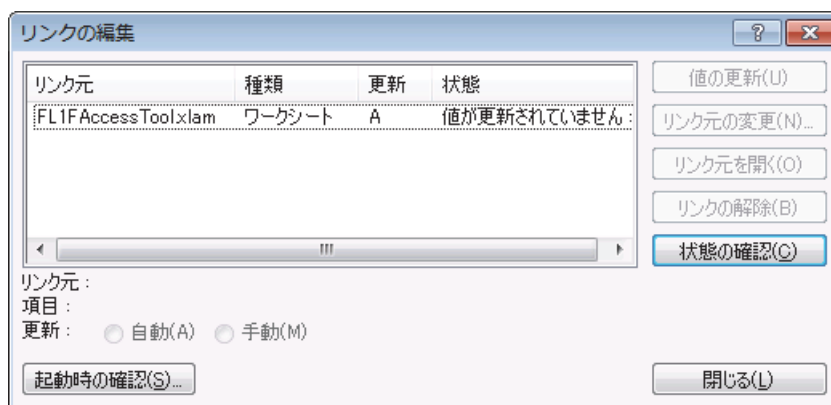 リンクの編集
リンク元 種類 更新 状態
FL1FAccessTool.xlam ワークシート A 値が更新されていません:
値の更新(U)
リンク元の変更(N)...
リンク元を開く(O)
リンクの解除(B)
状態の確認(C)
リンク元:
項目:
更新: 自動(A) 手動(M)
起動時の確認(S)... 閉じる(L)